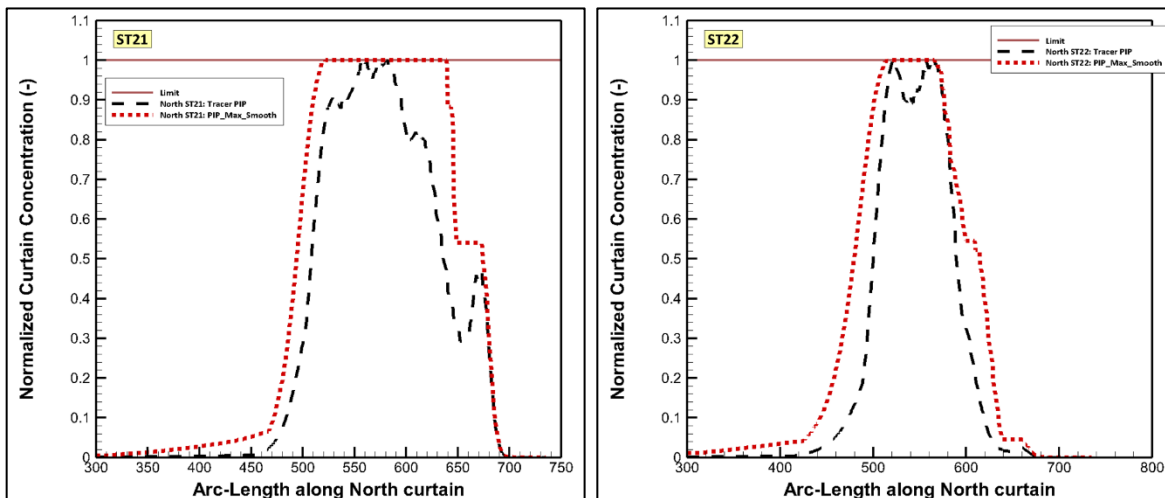 ST21
Limit
North ST21: Tracer PIP
North ST21: PIP_Max_Smooth
Normalized Curtain Concentration (-)
1.1
1
0.9
0.8
0.7
0.6
0.5
0.4
0.3
0.2
0.1
0
300 350 400 450 500 550 600 650 700 750
Arc-Length along North curtain
ST22
Limit
North ST22: Tracer PIP
North ST22: PIP_Max_Smooth
Normalized Curtain Concentration (-)
1.1
1
0.9
0.8
0.7
0.6
0.5
0.4
0.3
0.2
0.1
0
300 400 500 600 700 800
Arc-Length along North curtain